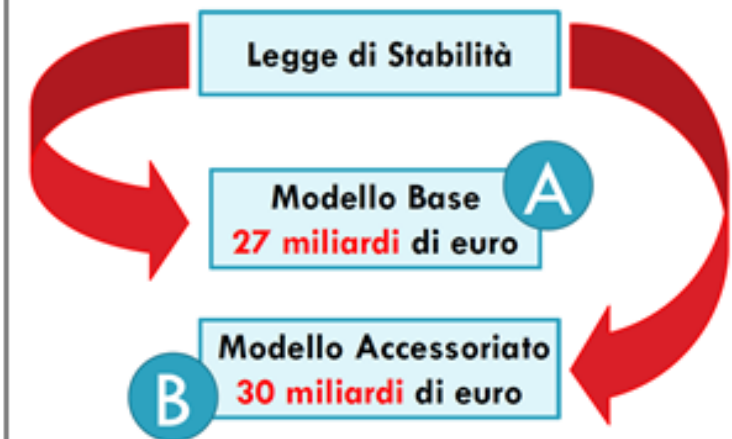 Legge di Stabilità
Modello Base
A
27 miliardi di euro
Modello Accessoriato
B
30 miliardi di euro